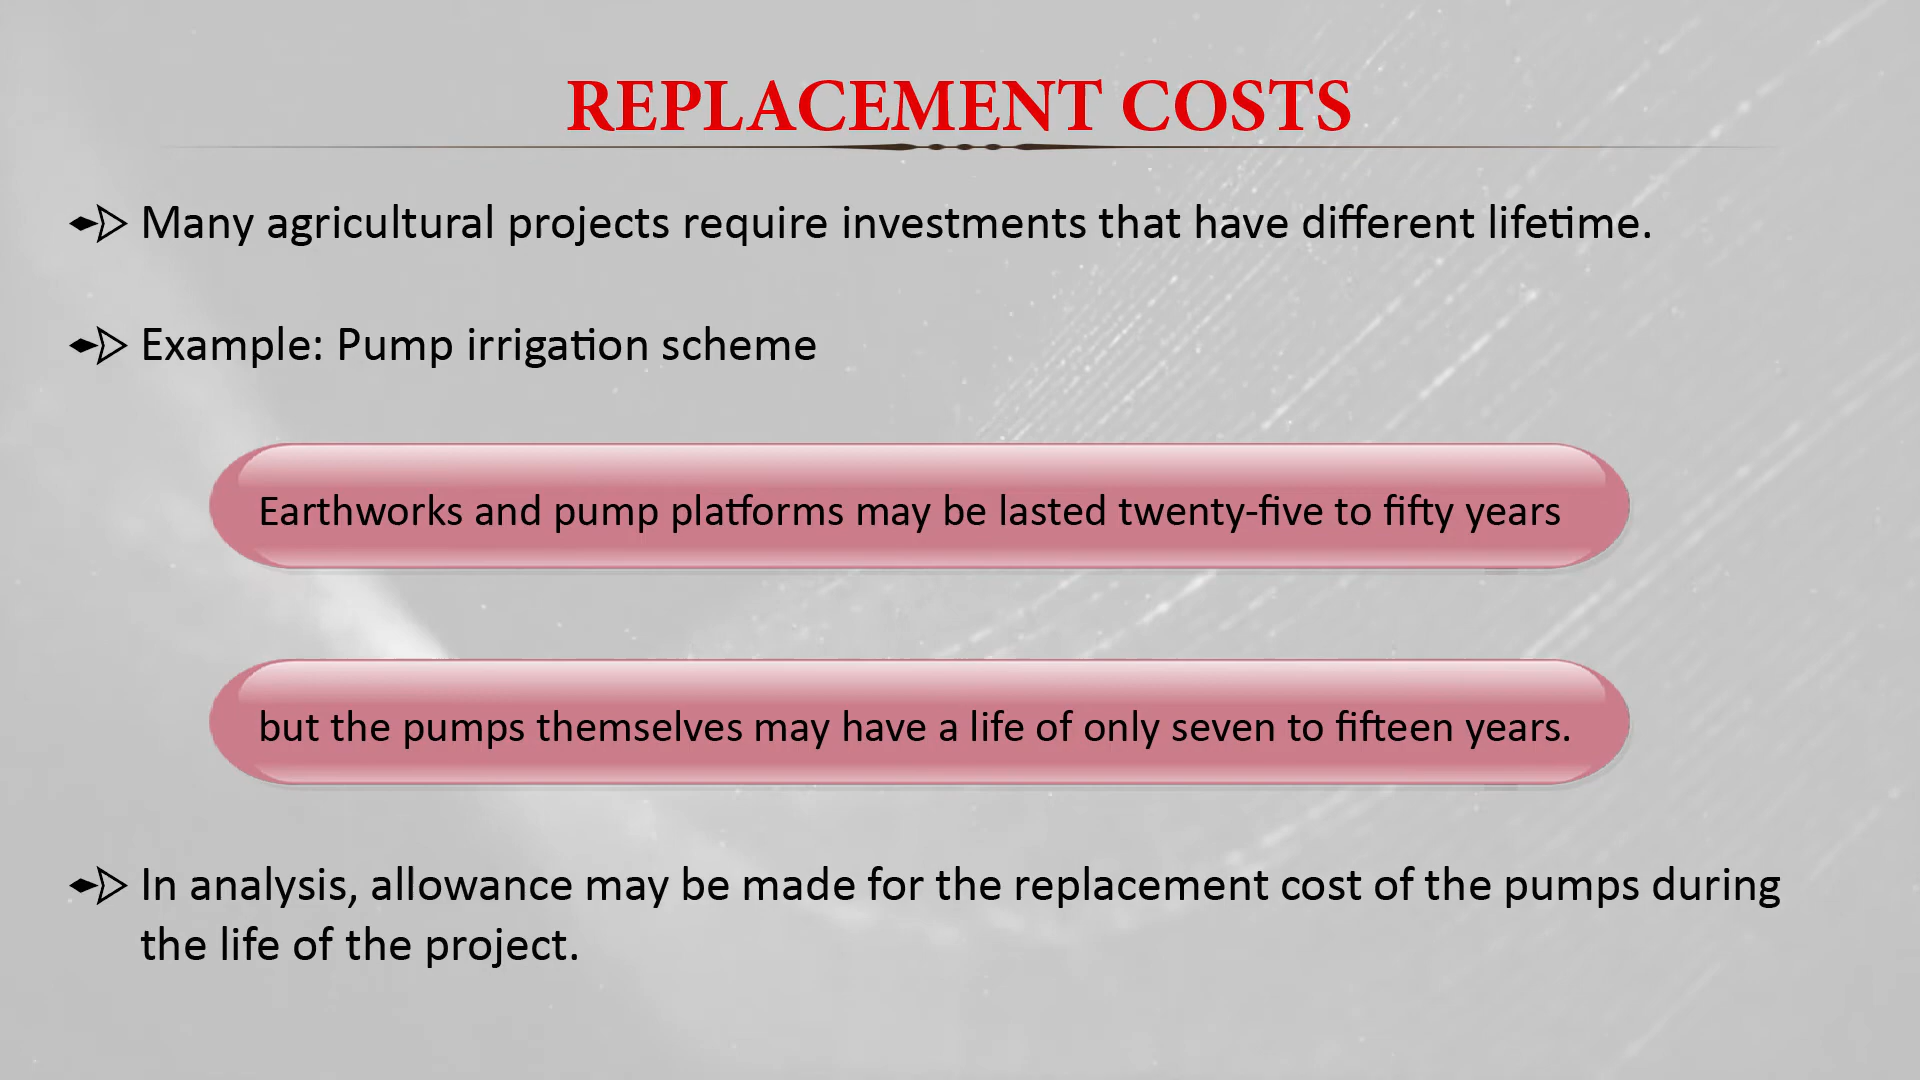 REPLACEMENT COSTS
Many agricultural projects require investments that have different lifetime.
Example: Pump irrigation scheme
Earthworks and pump platforms may be lasted twenty-five to fifty years
but the pumps themselves may have a life of only seven to fifteen years.
In analysis, allowance may be made for the replacement cost of the pumps during
the life of the project.